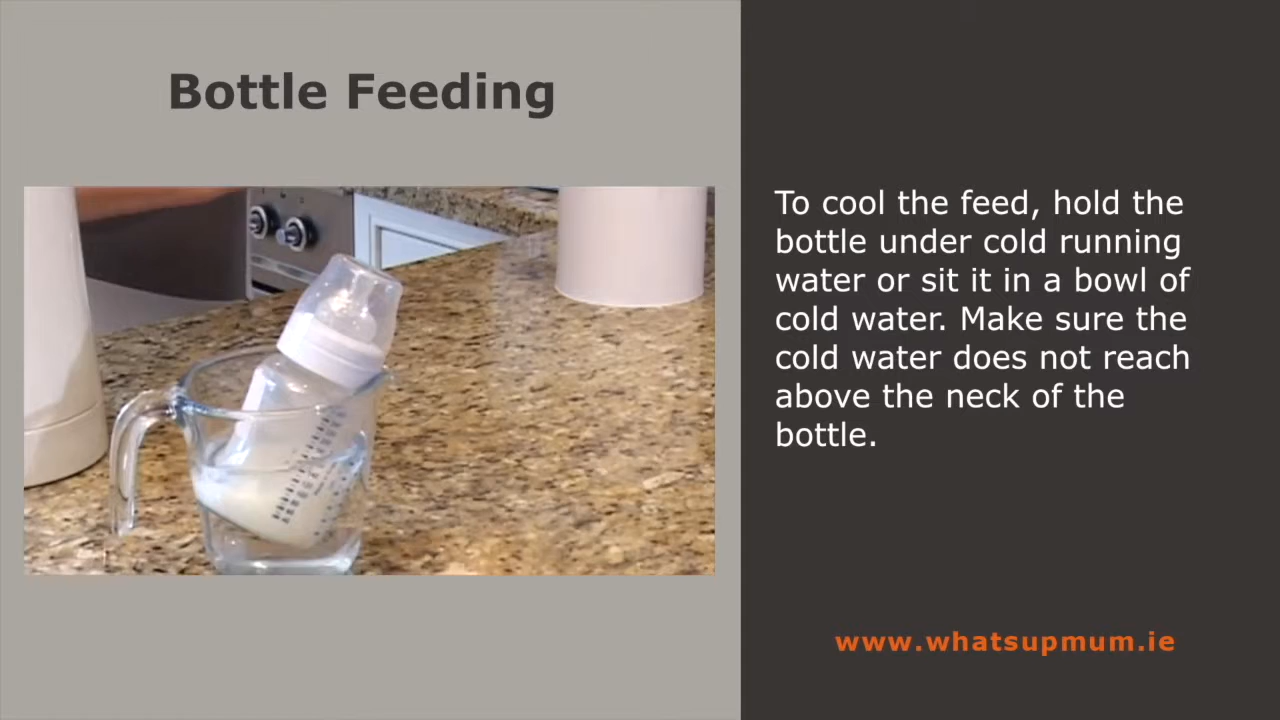 Bottle Feeding
To cool the feed, hold the
bottle under cold running
water or sit it in a bowl of
cold water. Make sure the
cold water does not reach
above the neck of the
bottle.
www.whatsupmum.ie